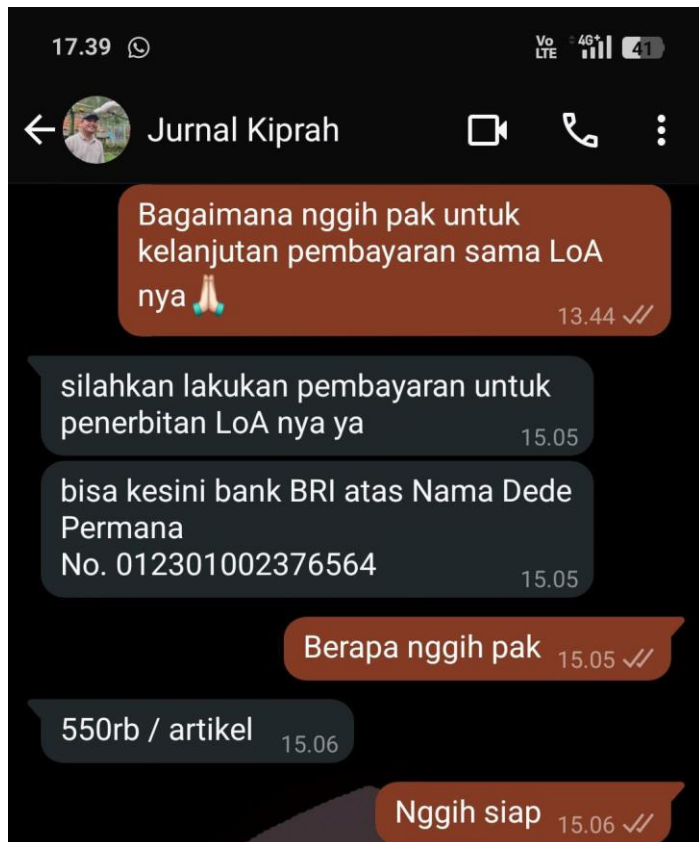 17.39
Vo LTE 4G+ 41
Jurnal Kiprah
Bagaimana nggih pak untuk
kelanjutan pembayaran sama LoA
nya🙏🏻
13.44
silahkan lakukan pembayaran untuk
penerbitan LoA nya ya
15.05
bisa kesini bank BRI atas Nama Dede
Permana
No. 012301002376564
15.05
Berapa nggih pak 15.05
550rb / artikel 15.06
Nggih siap 15.06